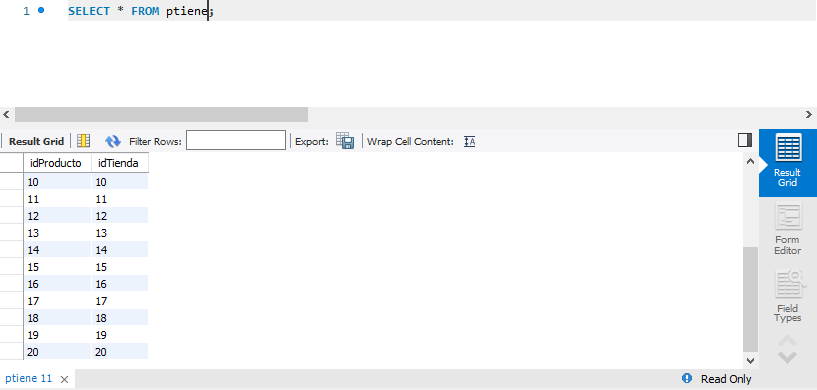 1 SELECT * FROM ptiene;
Result Grid Filter Rows: Export: Wrap Cell Content: IA
idProducto idTienda
10 10
11 11
12 12
13 13
14 14
15 15
16 16
17 17
18 18
19 19
20 20
Result
Grid
Form
Editor
Field
Types
ptiene 11 Read Only